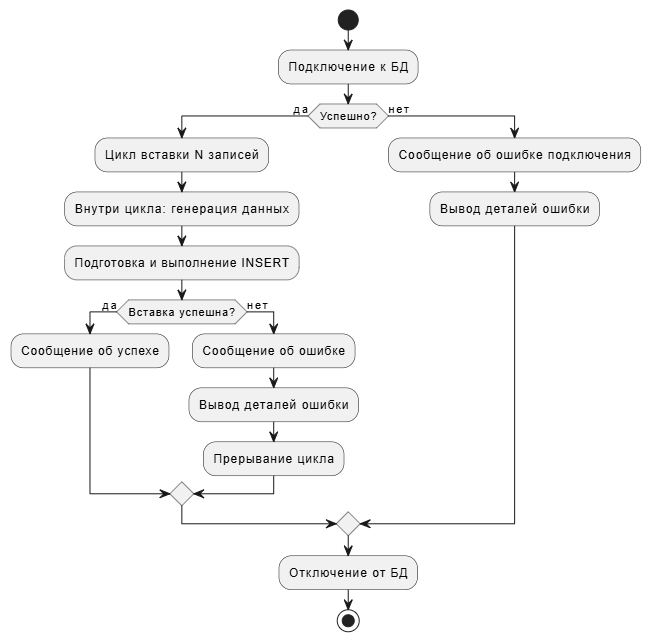 Подключение к БД
да
Успешно?
нет
Цикл вставки N записей
Сообщение об ошибке подключения
Внутри цикла: генерация данных
Вывод деталей ошибки
Подготовка и выполнение INSERT
да
Вставка успешна?
нет
Сообщение об успехе
Сообщение об ошибке
Вывод деталей ошибки
Прерывание цикла
Отключение от БД